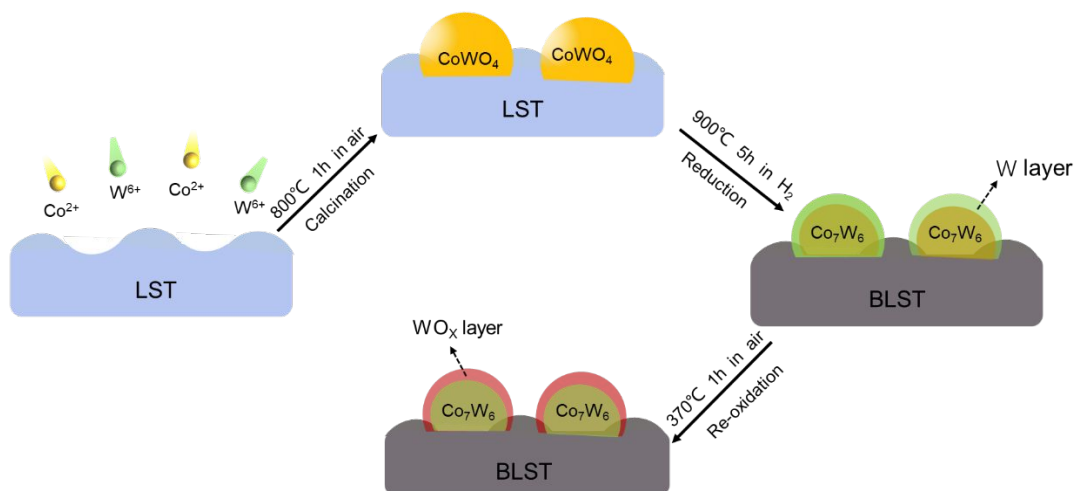 Co²⁺
W⁶⁺
Co²⁺
W⁶⁺
LST
800℃ 1h in air
Calcination
CoWO₄
CoWO₄
LST
900℃ 5h in H₂
Reduction
W layer
Co₇W₆
Co₇W₆
BLST
370℃ 1h in air
Re-oxidation
WOₓ layer
Co₇W₆
Co₇W₆
BLST